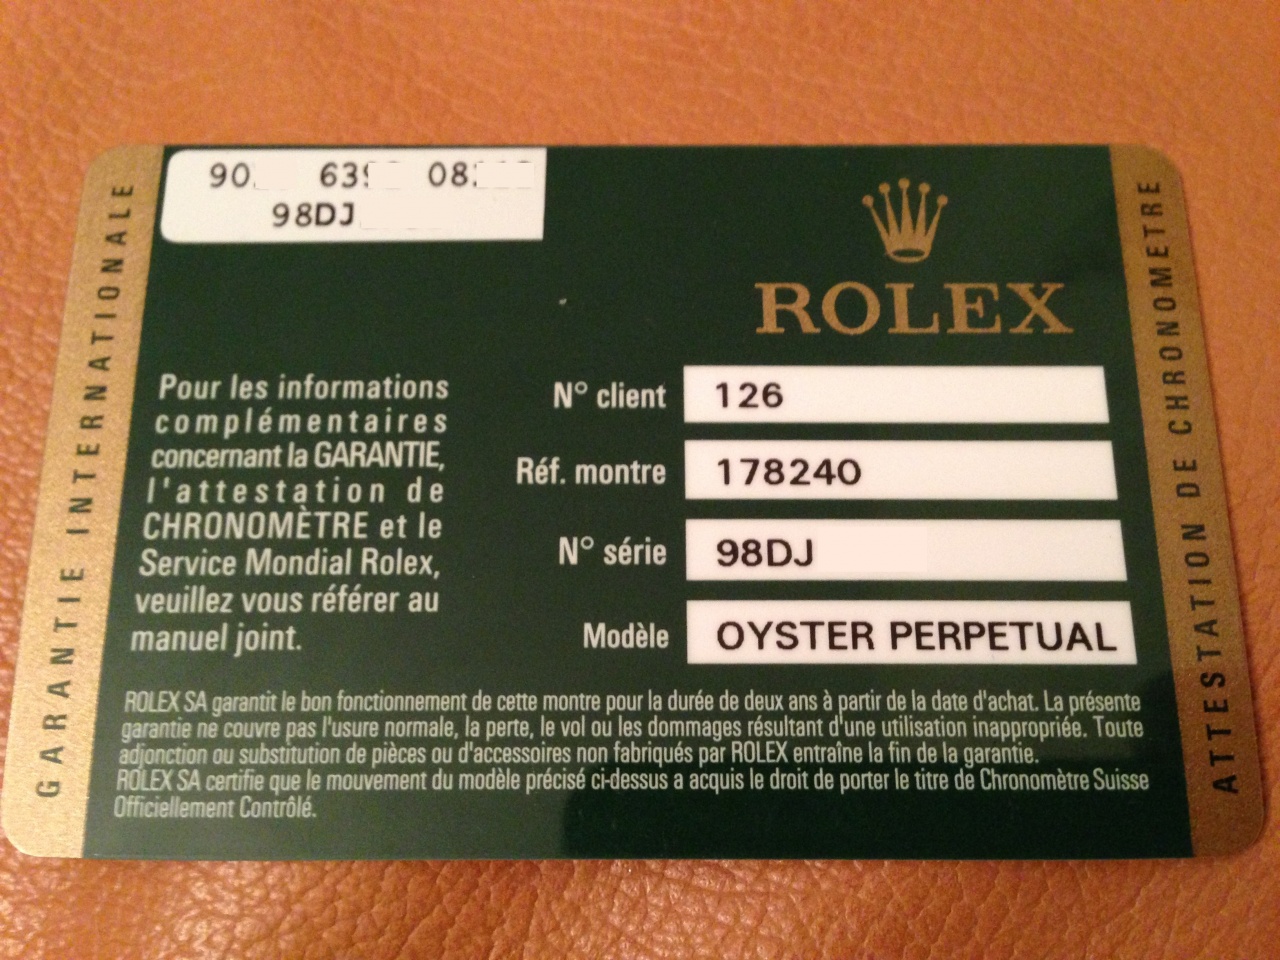 GARANTIE INTERNATIONALE
90 63 08
98DJ
ROLEX
Pour les informations
complémentaires
concernant la GARANTIE,
l'attestation de
CHRONOMÈTRE et le
Service Mondial Rolex,
veuillez vous référer au
manuel joint.
N° client 126
Réf. montre 178240
N° série 98DJ
Modèle OYSTER PERPETUAL
ROLEX SA garantit le bon fonctionnement de cette montre pour la durée de deux ans à partir de la date d'achat. La présente
garantie ne couvre pas l'usure normale, la perte, le vol ou les dommages résultant d'une utilisation inappropriée. Toute
adjonction ou substitution de pièces ou d'accessoires non fabriqués par ROLEX entraîne la fin de la garantie.
ROLEX SA certifie que le mouvement du modèle précisé ci-dessus a acquis le droit de porter le titre de Chronomètre Suisse
Officiellement Contrôlé.
ATTESTATION DE CHRONOMETRE